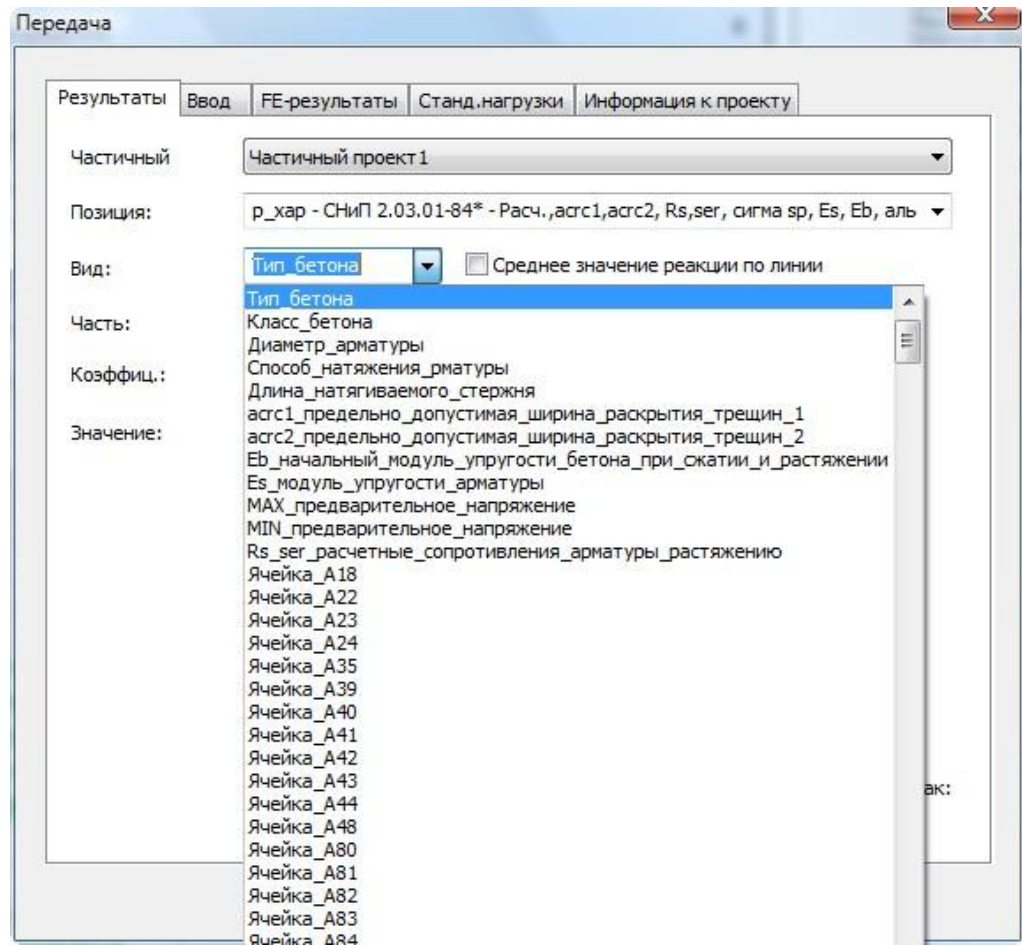 Передача
X
Результаты Ввод FE-результаты Станд.нагрузки Информация к проекту
Частичный Частичный проект1
Позиция: р_хар - СНиП 2.03.01-84* - Расч.,acrc1,acrc2, Rs,ser, сигма sp, Es, Eb, аль
Вид: Тип_бетона Среднее значение реакции по линии
Тип_бетона
Часть: Класс_бетона
Диаметр_арматуры
Коэффиц.: Способ_натяжения_рматуры
Длина_натягиваемого_стержня
acrc1_предельно_допустимая_ширина_раскрытия_трещин_1
Значение: acrc2_предельно_допустимая_ширина_раскрытия_трещин_2
Eb_начальный_модуль_упругости_бетона_при_сжатии_и_растяжении
Es_модуль_упругости_арматуры
MAX_предварительное_напряжение
MIN_предварительное_напряжение
Rs_ser_расчетные_сопротивления_арматуры_растяжению
Ячейка_A18
Ячейка_A22
Ячейка_A23
Ячейка_A24
Ячейка_A35
Ячейка_A39
Ячейка_A40
Ячейка_A41
Ячейка_A42
Ячейка_A43
ак:
Ячейка_A44
Ячейка_A48
Ячейка_A80
Ячейка_A81
Ячейка_A82
Ячейка_A83
Ячейка_A84